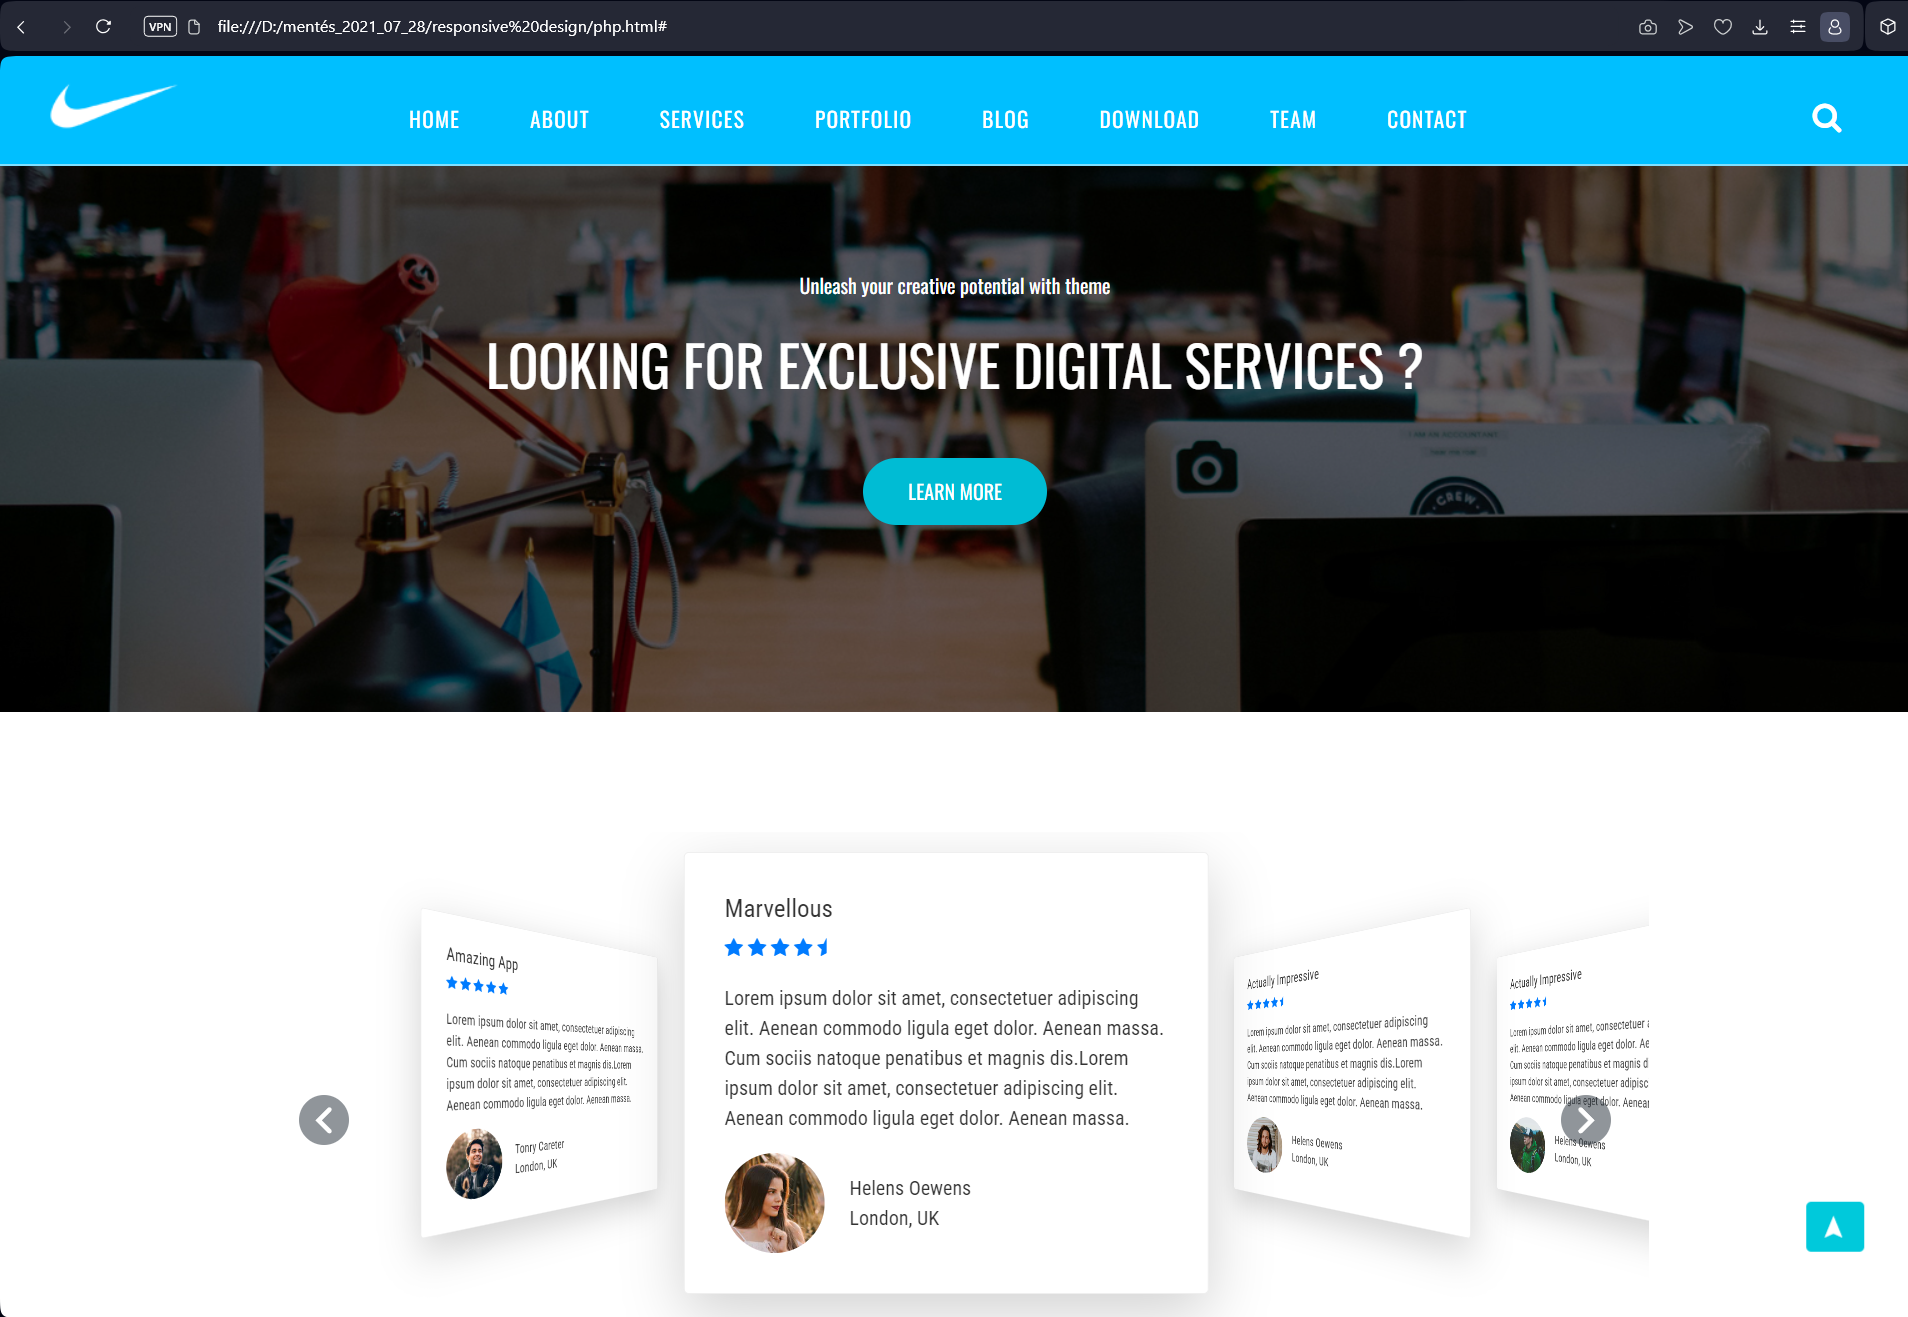 VPN
file:///D:/mentés_2021_07_28/responsive%20design/php.html#
HOME ABOUT SERVICES PORTFOLIO BLOG DOWNLOAD TEAM CONTACT
Unleash your creative potential with theme
LOOKING FOR EXCLUSIVE DIGITAL SERVICES ?
I AM AN ACCOUNTANT
CREW
LEARN MORE
Amazing App
Lorem ipsum dolor sit amet, consectetuer adipiscing
elit. Aenean commodo ligula eget dolor. Aenean massa.
Cum sociis natoque penatibus et magnis dis.Lorem
ipsum dolor sit amet, consectetuer adipiscing elit.
Aenean commodo ligula eget dolor. Aenean massa.
Tonry Careter
London, UK
Marvellous
Lorem ipsum dolor sit amet, consectetuer adipiscing
elit. Aenean commodo ligula eget dolor. Aenean massa.
Cum sociis natoque penatibus et magnis dis.Lorem
ipsum dolor sit amet, consectetuer adipiscing elit.
Aenean commodo ligula eget dolor. Aenean massa.
Helens Oewens
London, UK
Actually Impressive
Lorem ipsum dolor sit amet, consectetuer adipiscing
elit. Aenean commodo ligula eget dolor. Aenean massa.
Cum sociis natoque penatibus et magnis dis.Lorem
ipsum dolor sit amet, consectetuer adipiscing elit.
Aenean commodo ligula eget dolor. Aenean massa.
Helens Oewens
London, UK
Actually Impressive
Lorem ipsum dolor sit amet, consectetuer
elit. Aenean commodo ligula eget dolor. Ae
Cum sociis natoque penatibus et magnis d
ipsum dolor sit amet, consectetuer adipisc
Aenean commodo ligula eget dolor. Aenea
Helens Oewens
London, UK